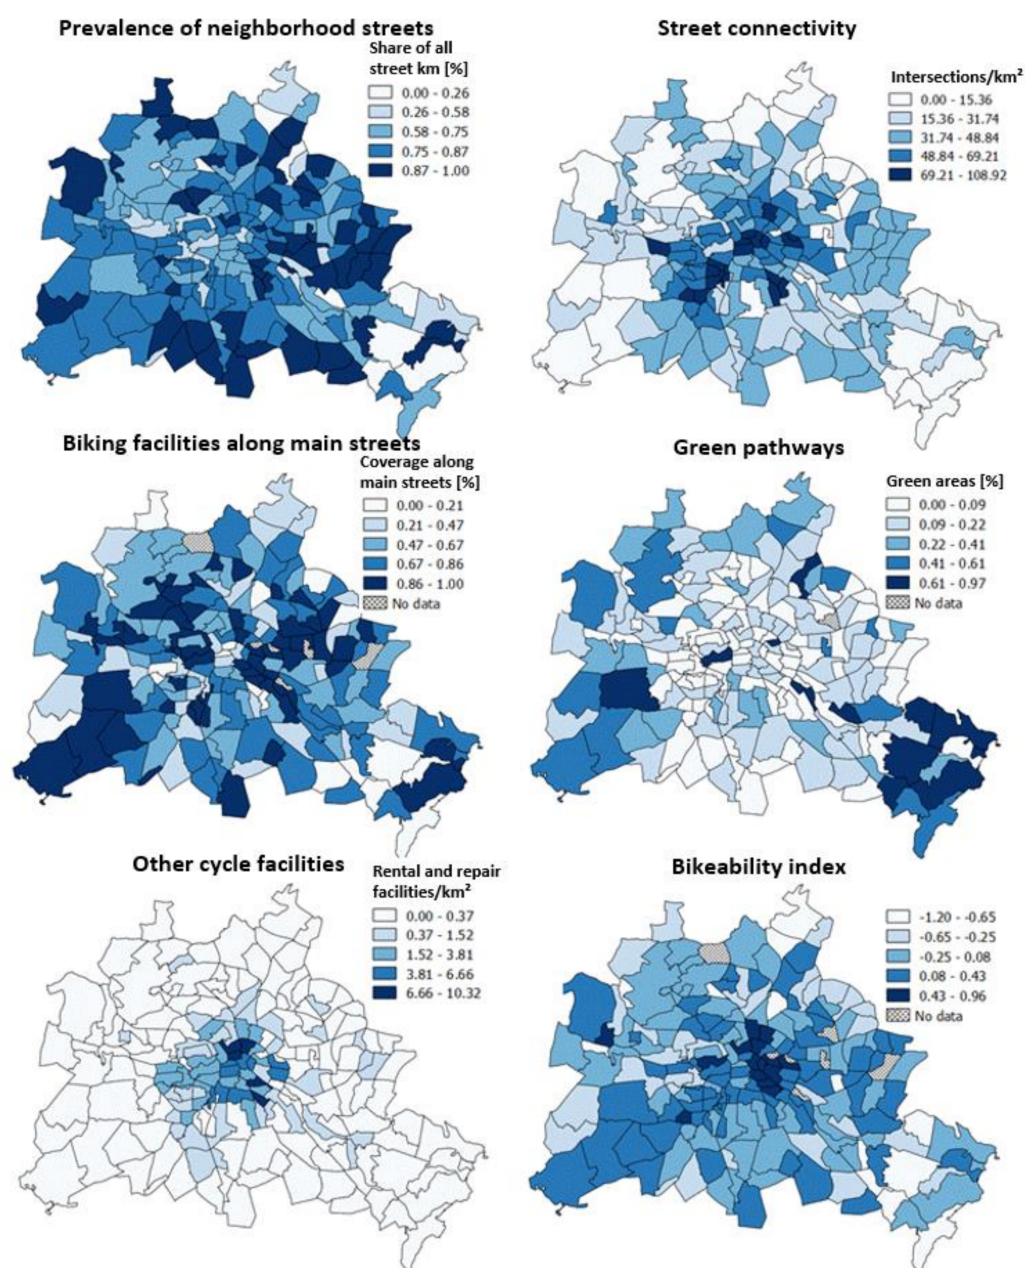 Prevalence of neighborhood streets
Share of all
street km [%]
0.00 - 0.26
0.26 - 0.58
0.58 - 0.75
0.75 - 0.87
0.87 - 1.00
Street connectivity
Intersections/km²
0.00 - 15.36
15.36 - 31.74
31.74 - 48.84
48.84 - 69.21
69.21 - 108.92
Biking facilities along main streets
Coverage along
main streets [%]
0.00 - 0.21
0.21 - 0.47
0.47 - 0.67
0.67 - 0.86
0.86 - 1.00
No data
Green pathways
Green areas [%]
0.00 - 0.09
0.09 - 0.22
0.22 - 0.41
0.41 - 0.61
0.61 - 0.97
No data
Other cycle facilities
Rental and repair
facilities/km²
0.00 - 0.37
0.37 - 1.52
1.52 - 3.81
3.81 - 6.66
6.66 - 10.32
Bikeability index
-1.20 - -0.65
-0.65 - -0.25
-0.25 - 0.08
0.08 - 0.43
0.43 - 0.96
No data